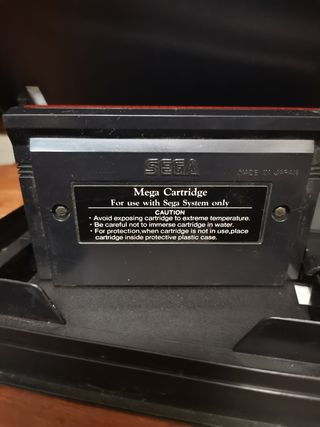 SEGA
MADE IN JAPAN
Mega Cartridge
For use with Sega System only
CAUTION
• Avoid exposing cartridge to extreme temperature.
• Be careful not to immerse cartridge in water.
• For protection,when cartridge is not in use,place
cartridge inside protective plastic case.